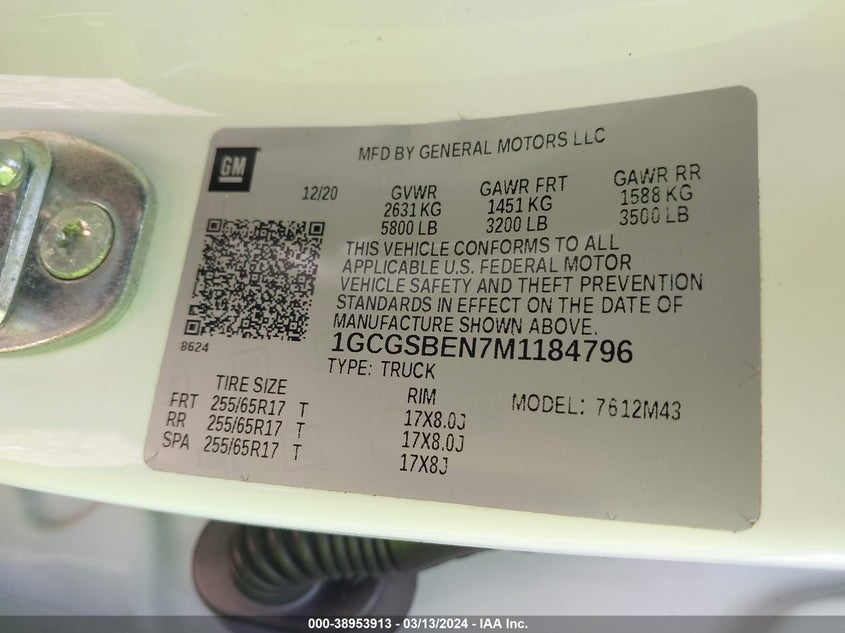 GM
MFD BY GENERAL MOTORS LLC
12/20 GVWR GAWR FRT GAWR RR
2631 KG 1451 KG 1588 KG
5800 LB 3200 LB 3500 LB
THIS VEHICLE CONFORMS TO ALL
APPLICABLE U.S. FEDERAL MOTOR
VEHICLE SAFETY AND THEFT PREVENTION
STANDARDS IN EFFECT ON THE DATE OF
MANUFACTURE SHOWN ABOVE.
8624
1GCGSBEN7M1184796
TYPE: TRUCK
TIRE SIZE RIM MODEL: 7612M43
FRT 255/65R17 T 17X8.0J
RR 255/65R17 T 17X8.0J
SPA 255/65R17 T 17X8J
000-38953913 - 03/13/2024 - IAA Inc.